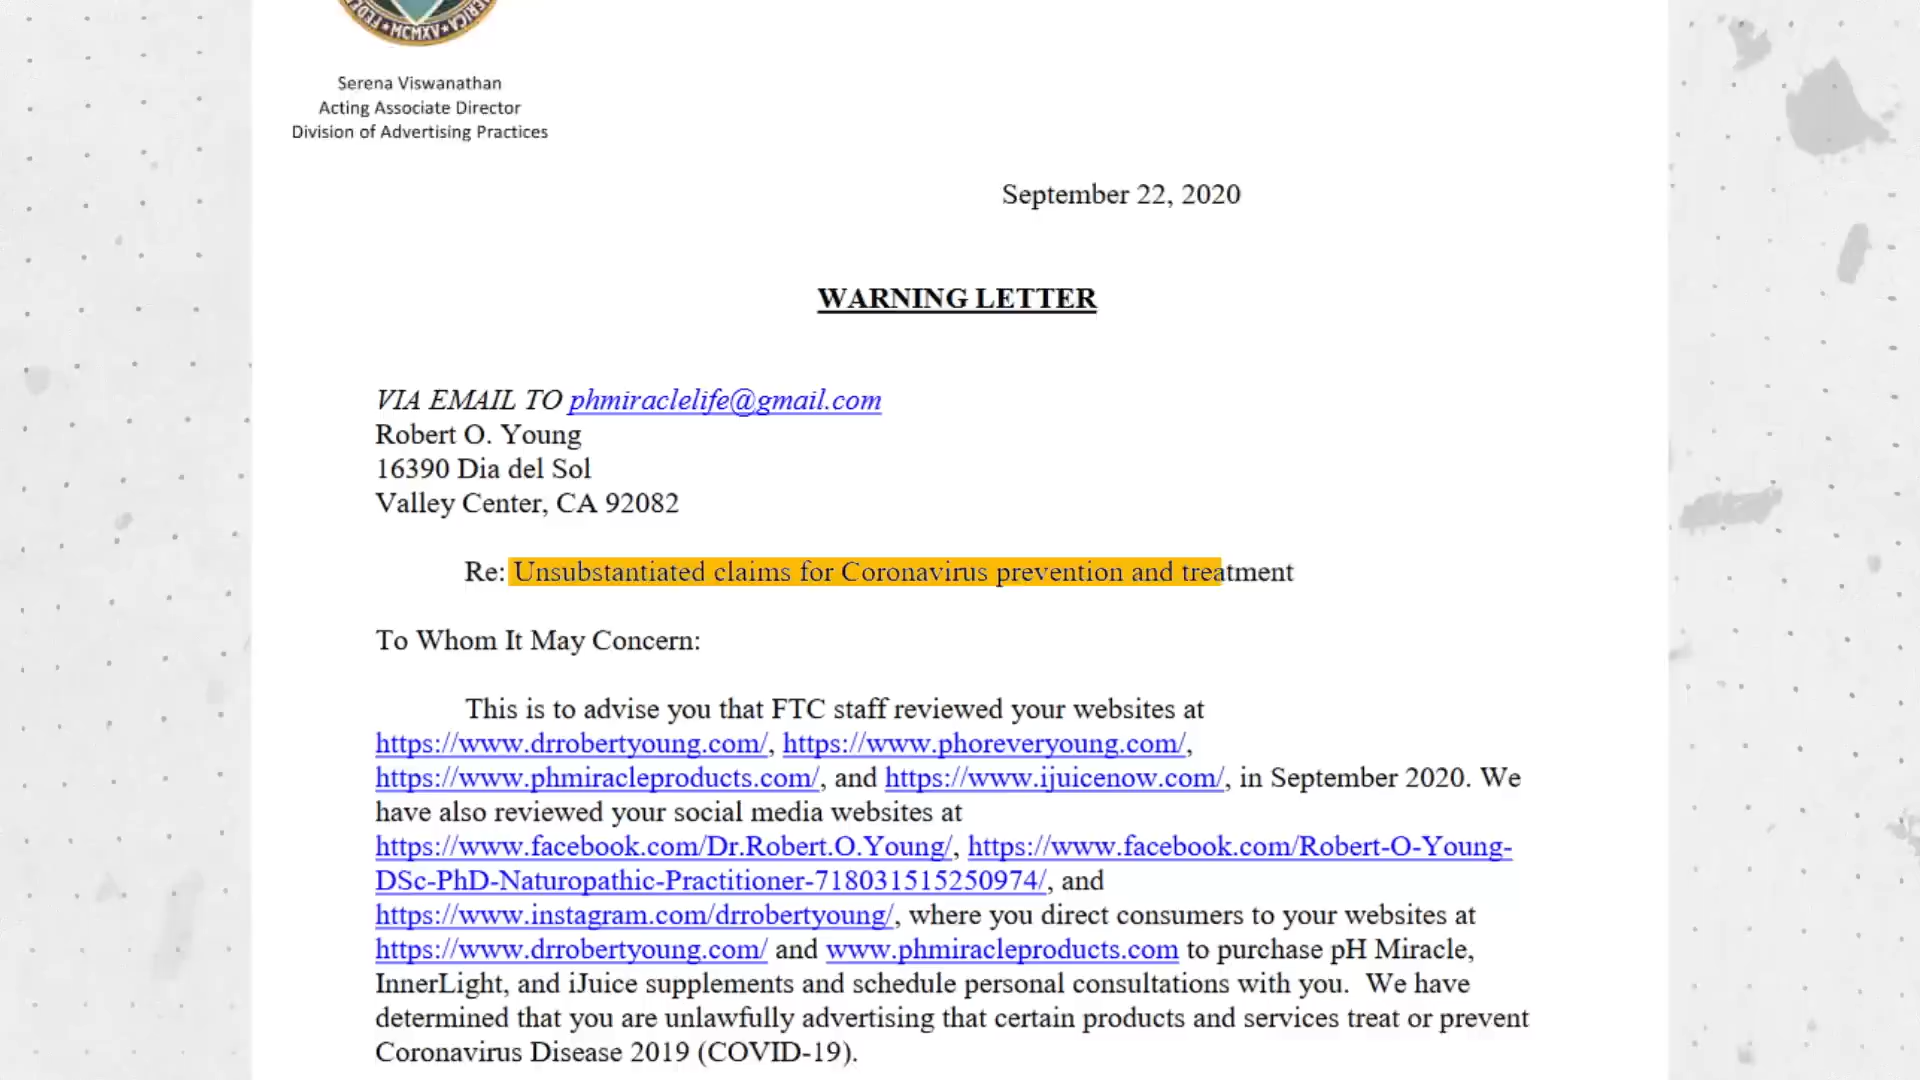 FEDE MCMXV ERICA
Serena Viswanathan
Acting Associate Director
Division of Advertising Practices
September 22, 2020
WARNING LETTER
VIA EMAIL TO phmiraclelife@gmail.com
Robert O. Young
16390 Dia del Sol
Valley Center, CA 92082
Re: Unsubstantiated claims for Coronavirus prevention and treatment
To Whom It May Concern:
This is to advise you that FTC staff reviewed your websites at
https://www.drrobertyoung.com/, https://www.phoreveryoung.com/,
https://www.phmiracleproducts.com/, and https://www.ijuicenow.com/, in September 2020. We
have also reviewed your social media websites at
https://www.facebook.com/Dr.Robert.O.Young/, https://www.facebook.com/Robert-O-Young-
DSc-PhD-Naturopathic-Practitioner-718031515250974/, and
https://www.instagram.com/drrobertyoung/, where you direct consumers to your websites at
https://www.drrobertyoung.com/ and www.phmiracleproducts.com to purchase pH Miracle,
InnerLight, and iJuice supplements and schedule personal consultations with you. We have
determined that you are unlawfully advertising that certain products and services treat or prevent
Coronavirus Disease 2019 (COVID-19).